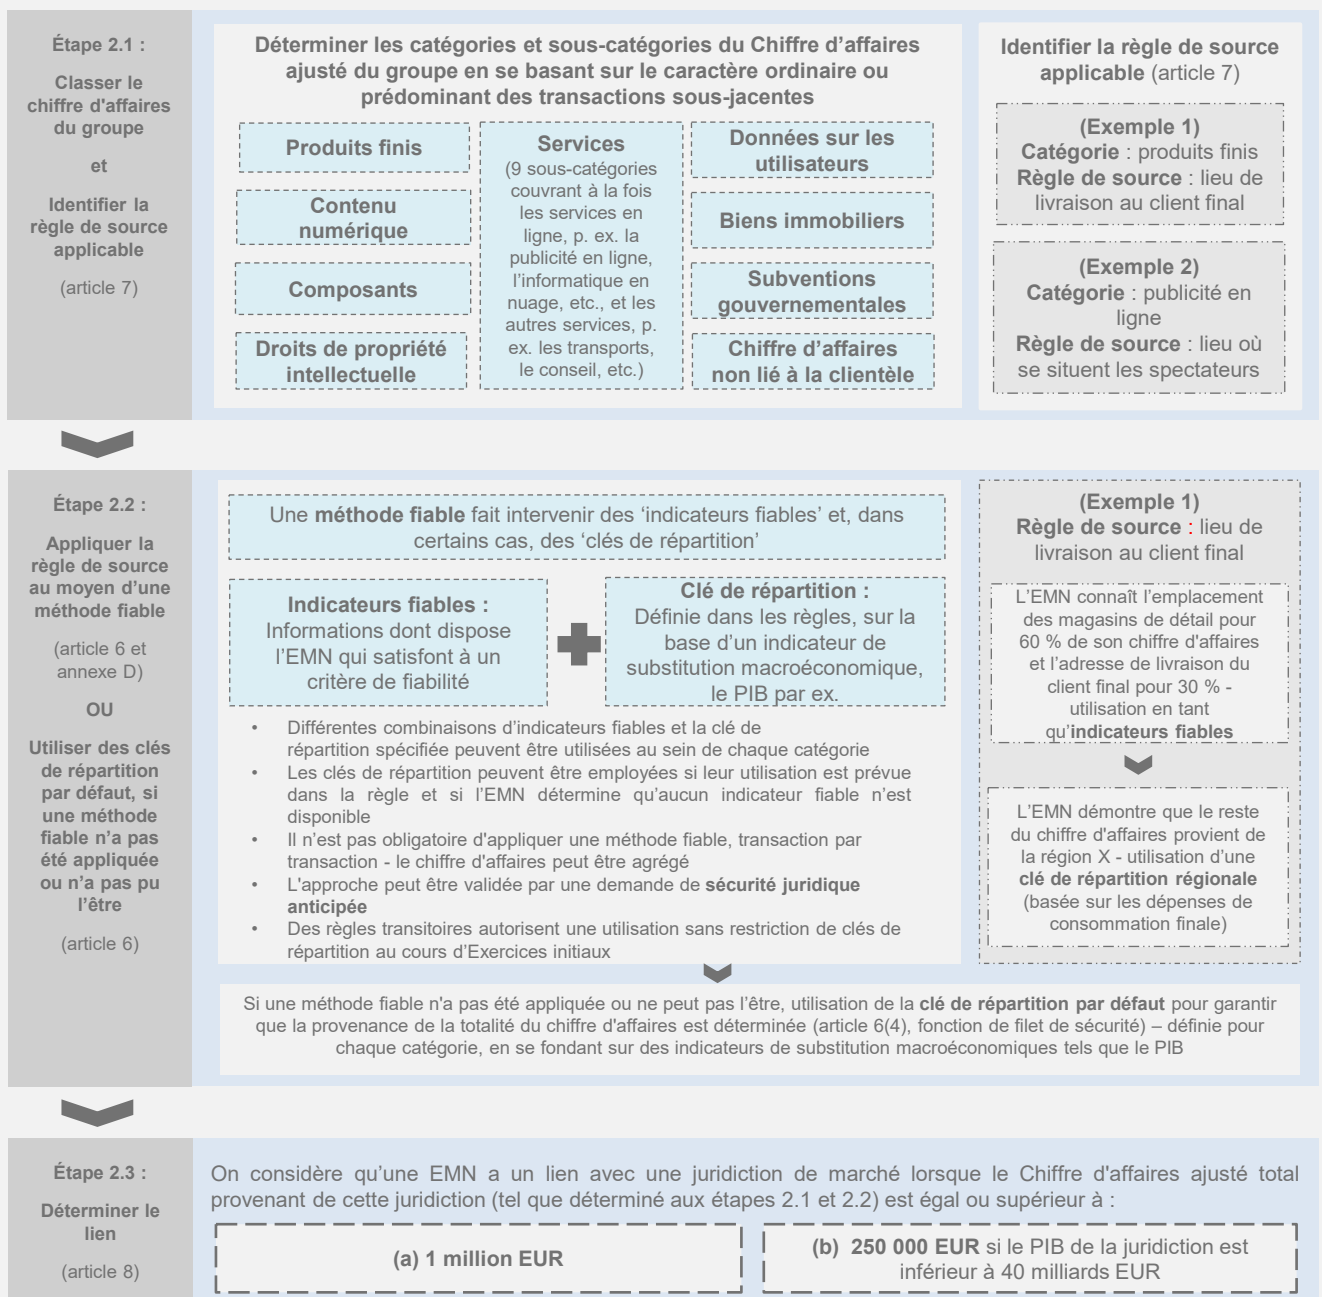 Étape 2.1 :
Classer le
chiffre d'affaires
du groupe
et
Identifier la
règle de source
applicable
(article 7)
Déterminer les catégories et sous-catégories du Chiffre d’affaires
ajusté du groupe en se basant sur le caractère ordinaire ou
prédominant des transactions sous-jacentes
Produits finis
Contenu
numérique
Composants
Droits de propriété
intellectuelle
Services
(9 sous-catégories
couvrant à la fois
les services en
ligne, p. ex. la
publicité en ligne,
l’informatique en
nuage, etc., et les
autres services, p.
ex. les transports,
le conseil, etc.)
Données sur les
utilisateurs
Biens immobiliers
Subventions
gouvernementales
Chiffre d’affaires
non lié à la clientèle
Identifier la règle de source
applicable (article 7)
(Exemple 1)
Catégorie : produits finis
Règle de source : lieu de
livraison au client final
(Exemple 2)
Catégorie : publicité en
ligne
Règle de source : lieu où
se situent les spectateurs
Étape 2.2 :
Appliquer la
règle de source
au moyen d’une
méthode fiable
(article 6 et
annexe D)
OU
Utiliser des clés
de répartition
par défaut, si
une méthode
fiable n’a pas
été appliquée
ou n’a pas pu
l’être
(article 6)
Une méthode fiable fait intervenir des ‘indicateurs fiables’ et, dans
certains cas, des ‘clés de répartition’
Indicateurs fiables :
Informations dont dispose
l’EMN qui satisfont à un
critère de fiabilité
Clé de répartition :
Définie dans les règles, sur la
base d’un indicateur de
substitution macroéconomique,
le PIB par ex.
• Différentes combinaisons d’indicateurs fiables et la clé de
répartition spécifiée peuvent être utilisées au sein de chaque catégorie
• Les clés de répartition peuvent être employées si leur utilisation est prévue
dans la règle et si l’EMN détermine qu’aucun indicateur fiable n’est
disponible
• Il n’est pas obligatoire d'appliquer une méthode fiable, transaction par
transaction - le chiffre d'affaires peut être agrégé
• L'approche peut être validée par une demande de sécurité juridique
anticipée
• Des règles transitoires autorisent une utilisation sans restriction de clés de
répartition au cours d’Exercices initiaux
(Exemple 1)
Règle de source : lieu de
livraison au client final
L’EMN connaît l’emplacement
des magasins de détail pour
60 % de son chiffre d'affaires
et l’adresse de livraison du
client final pour 30 % -
utilisation en tant
qu’indicateurs fiables
L’EMN démontre que le reste
du chiffre d'affaires provient de
la région X - utilisation d’une
clé de répartition régionale
(basée sur les dépenses de
consommation finale)
Si une méthode fiable n'a pas été appliquée ou ne peut pas l’être, utilisation de la clé de répartition par défaut pour garantir
que la provenance de la totalité du chiffre d'affaires est déterminée (article 6(4), fonction de filet de sécurité) – définie pour
chaque catégorie, en se fondant sur des indicateurs de substitution macroéconomiques tels que le PIB
Étape 2.3 :
Déterminer le
lien
(article 8)
On considère qu’une EMN a un lien avec une juridiction de marché lorsque le Chiffre d'affaires ajusté total
provenant de cette juridiction (tel que déterminé aux étapes 2.1 et 2.2) est égal ou supérieur à :
(a) 1 million EUR
(b) 250 000 EUR si le PIB de la juridiction est
inférieur à 40 milliards EUR